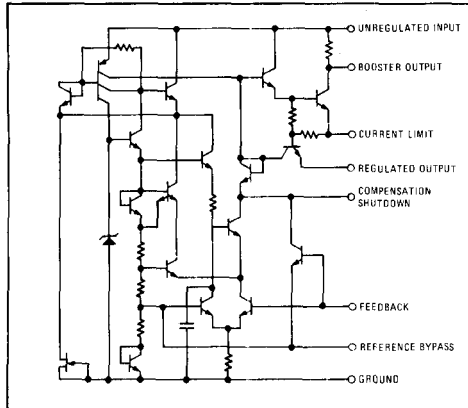 UNREGULATED INPUT
BOOSTER OUTPUT
CURRENT LIMIT
REGULATED OUTPUT
COMPENSATION
SHUTDOWN
FEEDBACK
REFERENCE BYPASS
GROUND